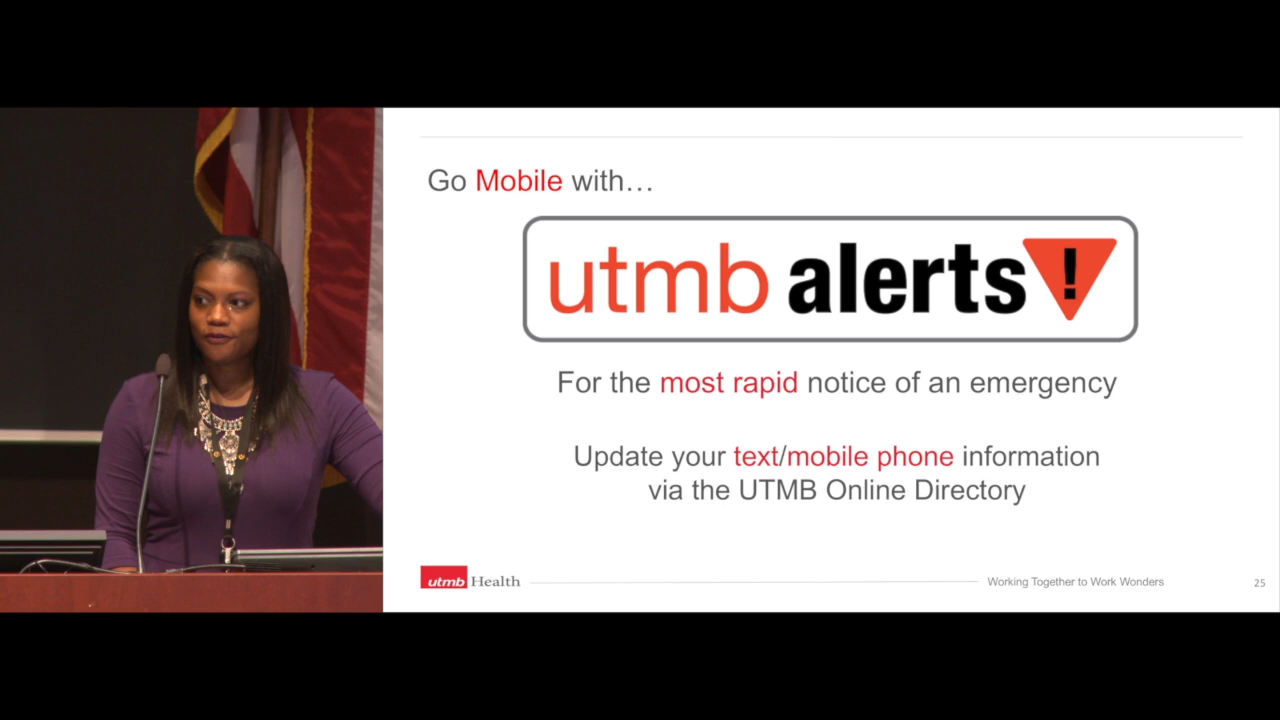 Go Mobile with…
utmb alerts!
For the most rapid notice of an emergency
Update your text/mobile phone information
via the UTMB Online Directory
utmb Health
Working Together to Work Wonders
25